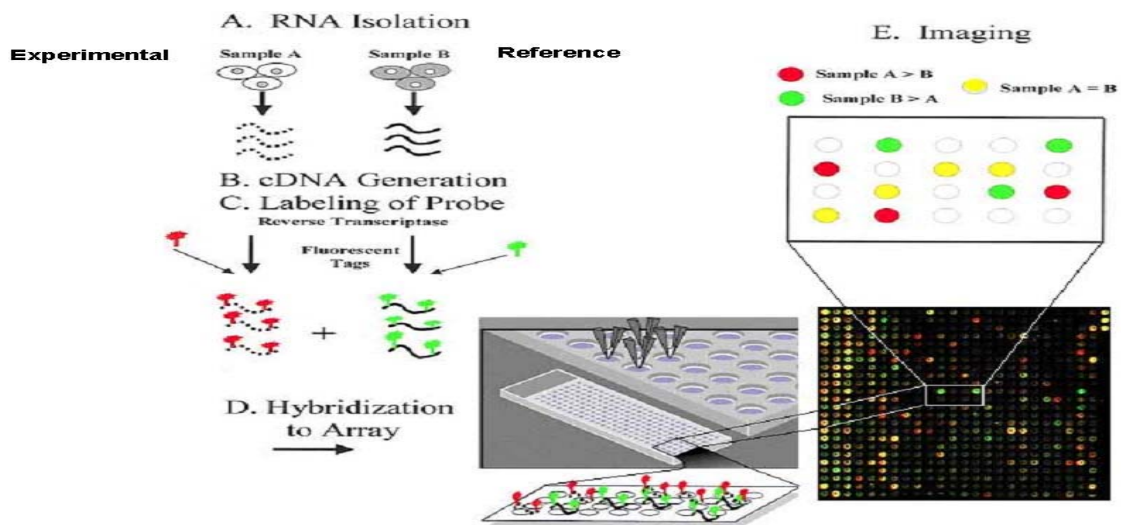 A. RNA Isolation
Experimental
Sample A
Sample B
Reference
B. cDNA Generation
C. Labeling of Probe
Reverse Transcriptase
Fluorescent
Tags
+
D. Hybridization
to Array
E. Imaging
Sample A > B
Sample B > A
Sample A = B